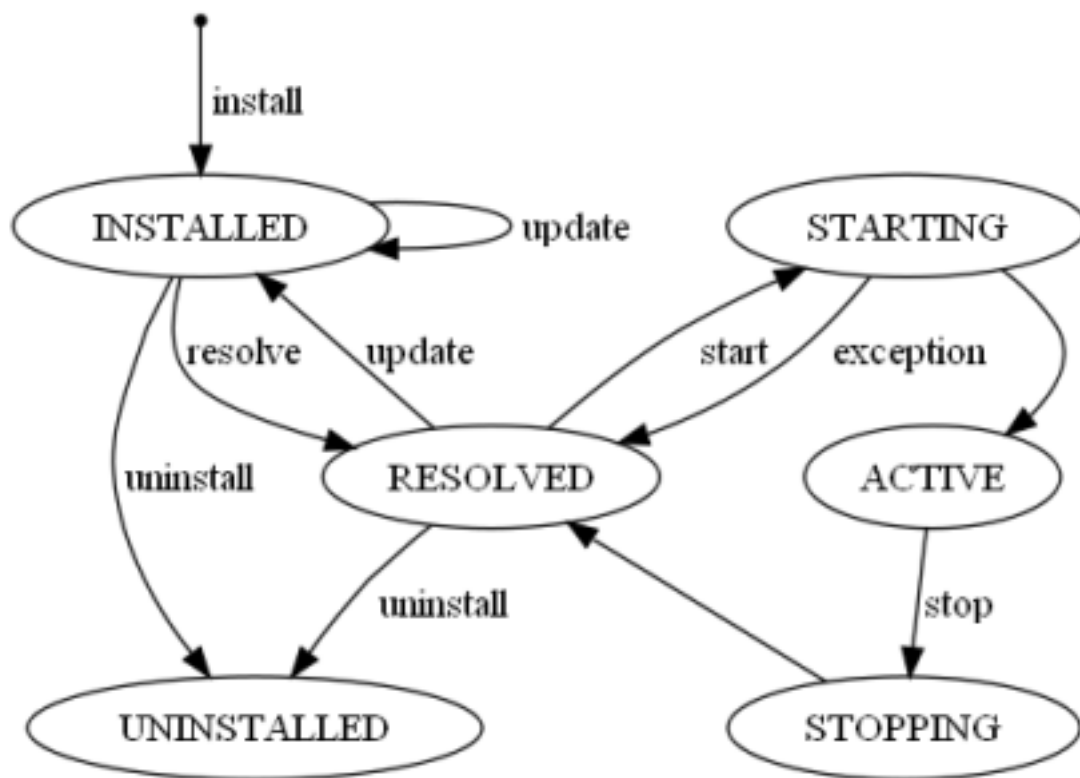 install
INSTALLED
update
STARTING
resolve
update
start
exception
uninstall
RESOLVED
ACTIVE
uninstall
stop
UNINSTALLED
STOPPING